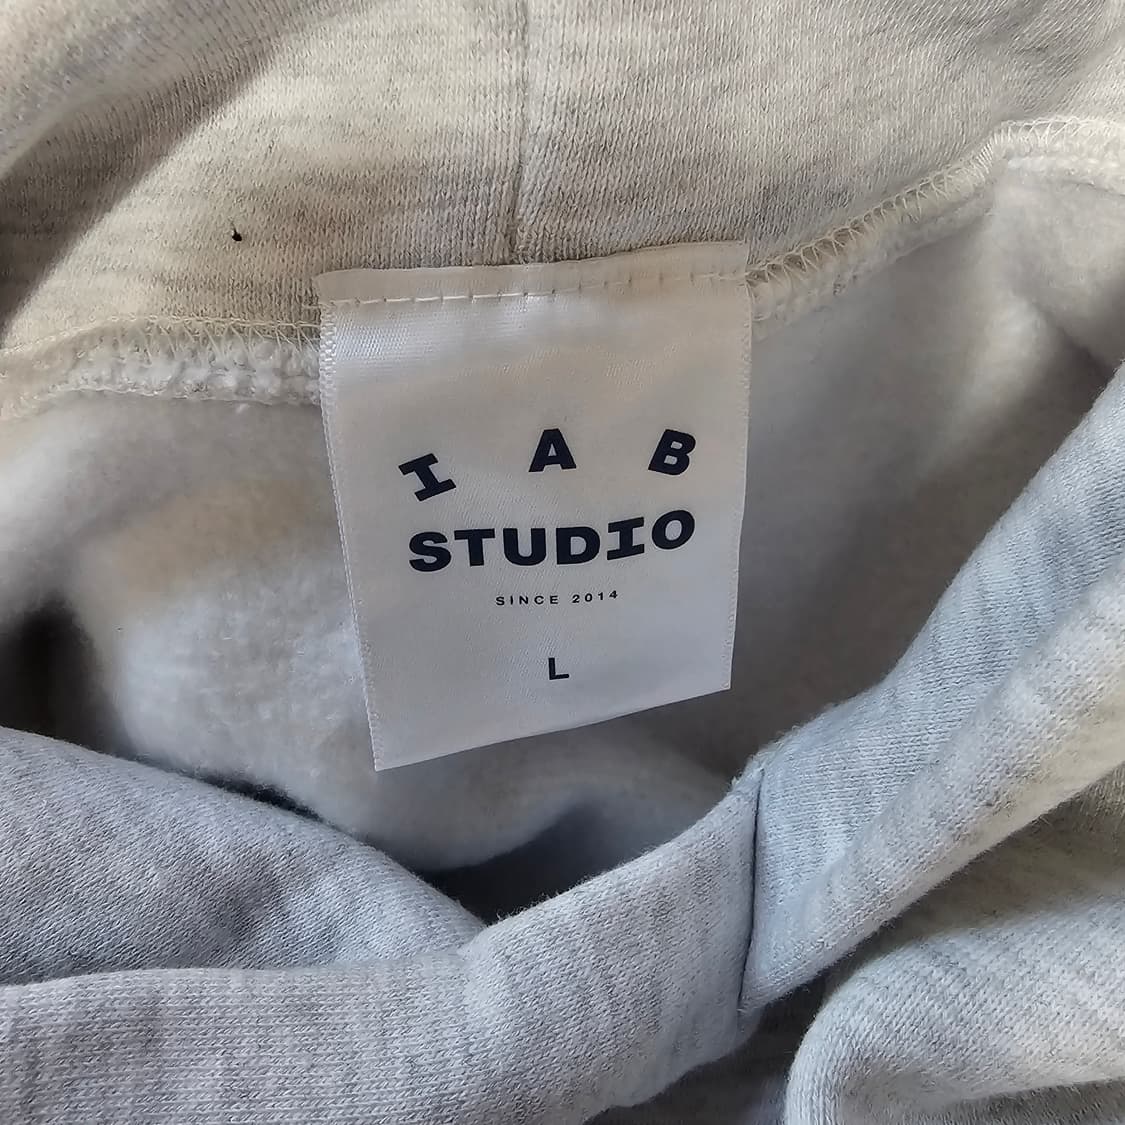 I A B
STUDIO
SINCE 2014
L